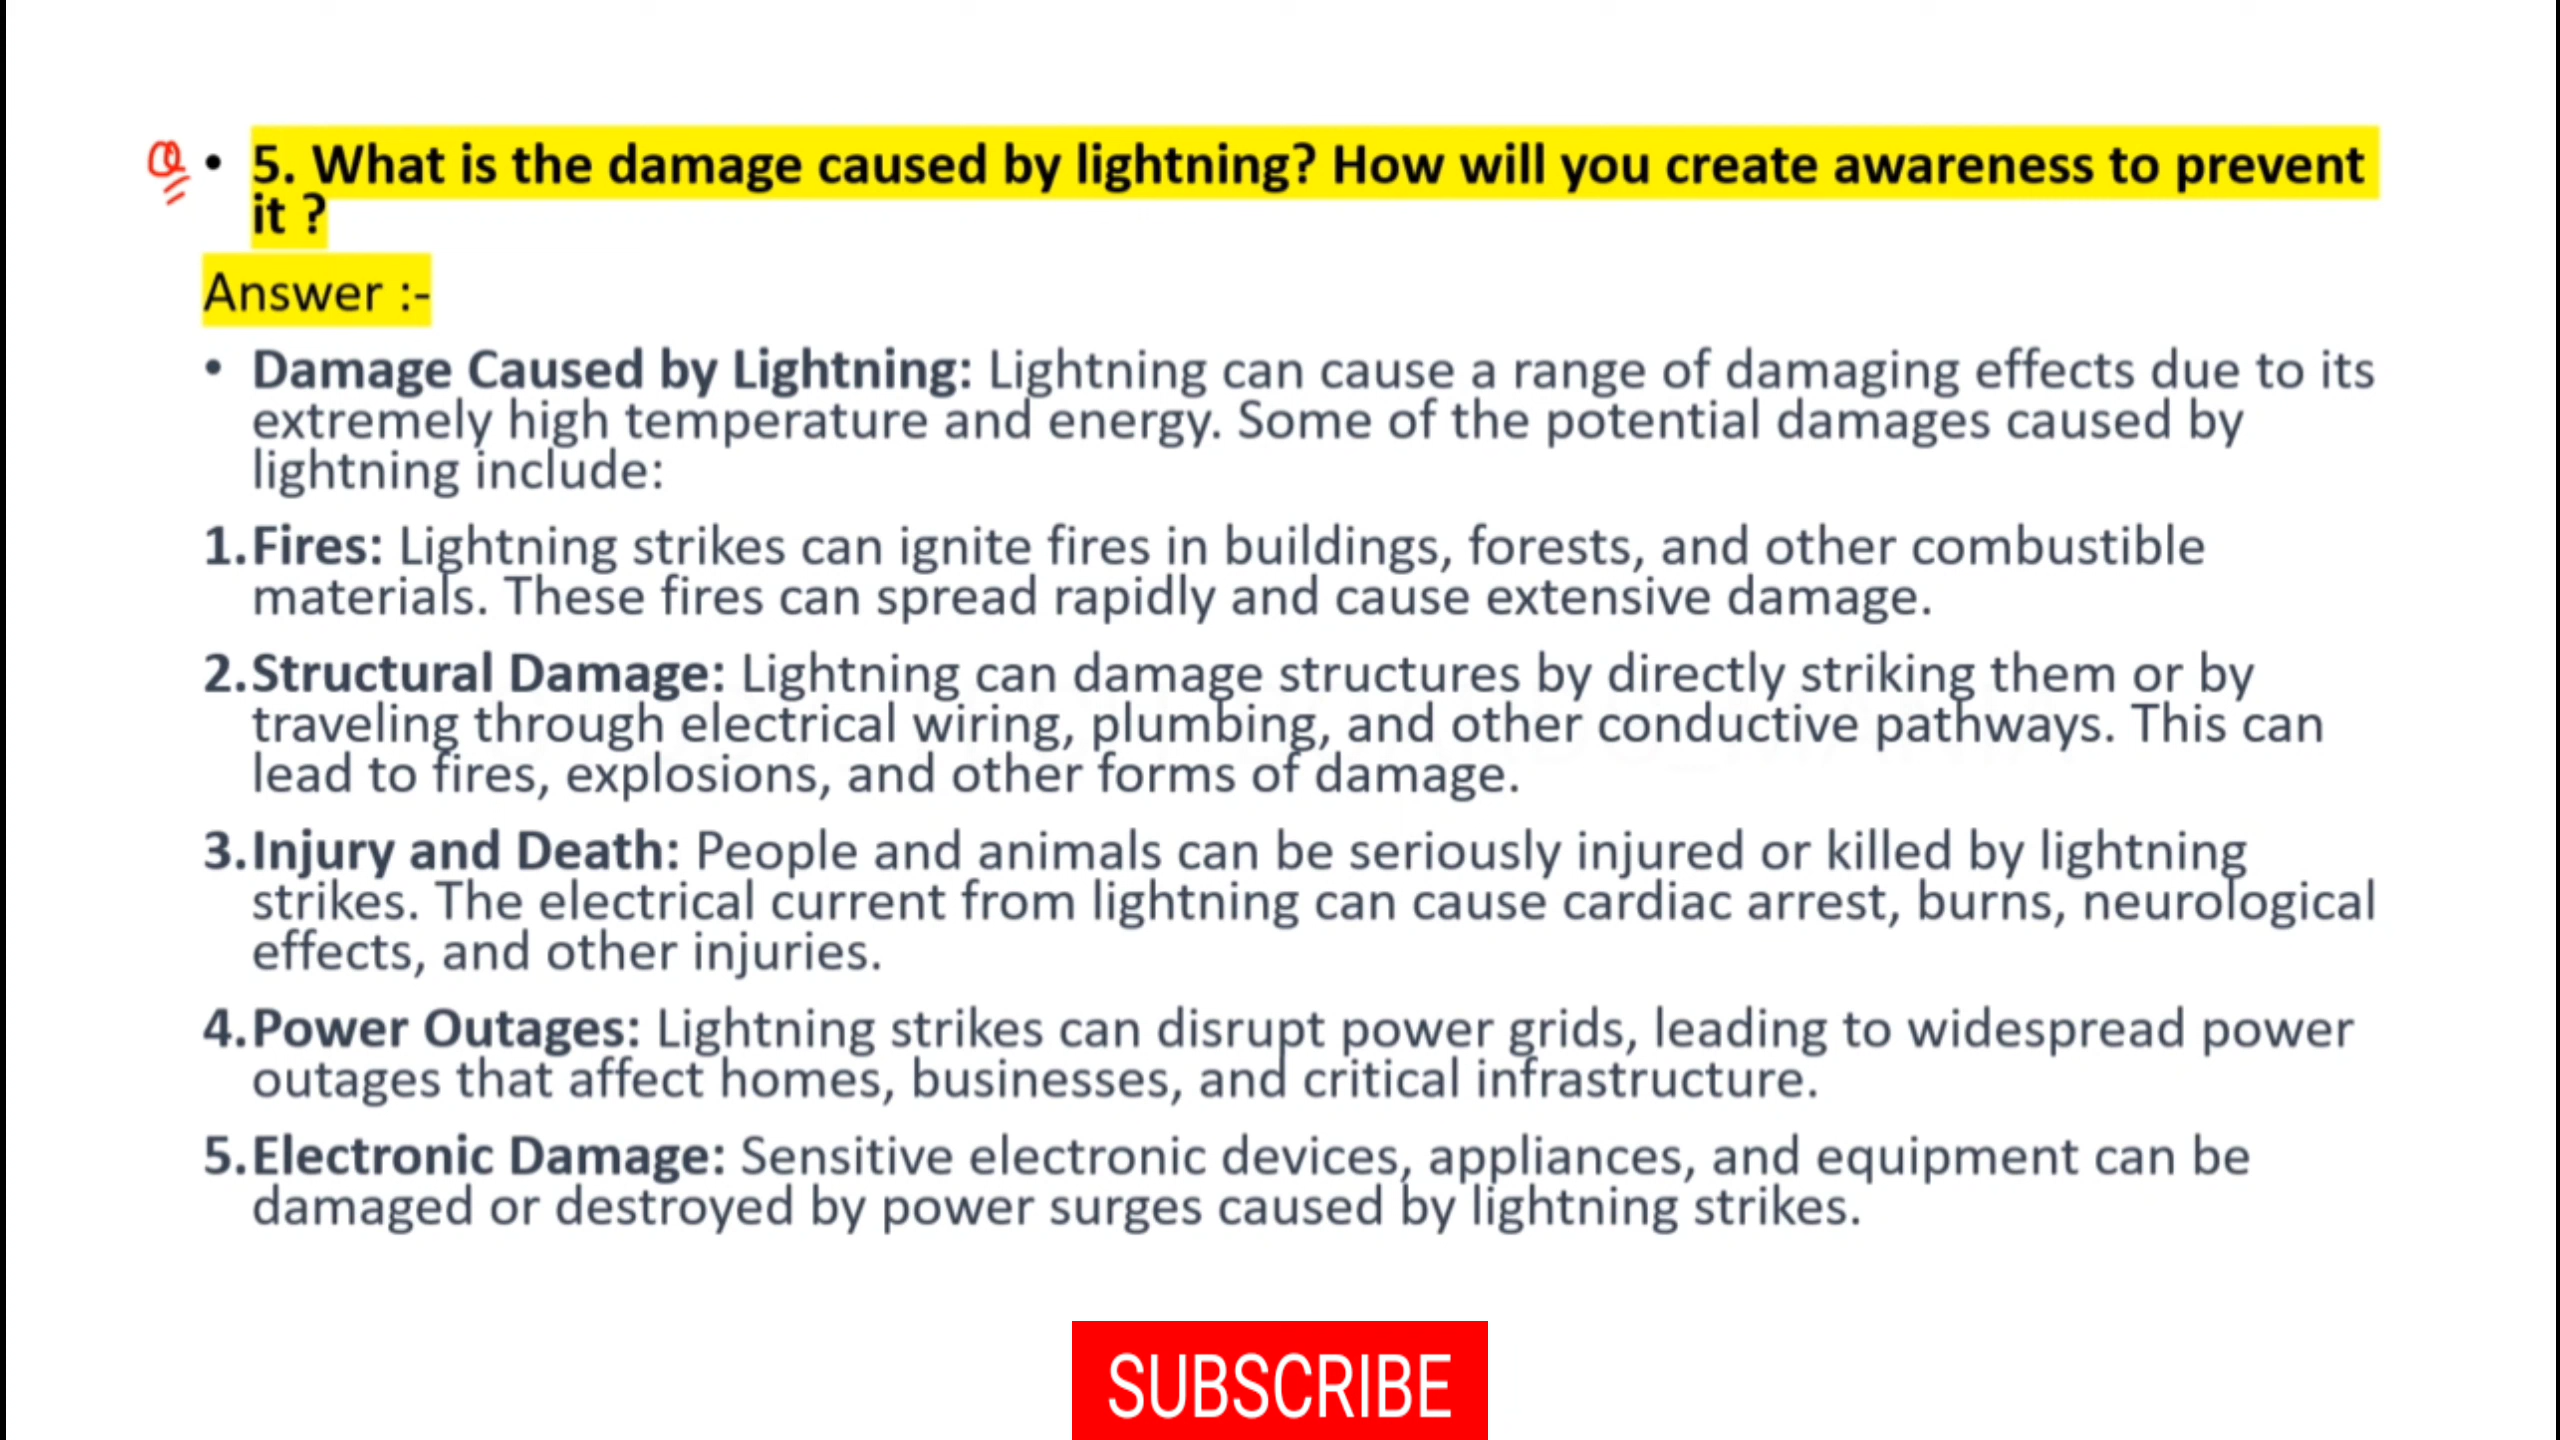 Q • 5. What is the damage caused by lightning? How will you create awareness to prevent
it ?
Answer :-
• Damage Caused by Lightning: Lightning can cause a range of damaging effects due to its
extremely high temperature and energy. Some of the potential damages caused by
lightning include:
1. Fires: Lightning strikes can ignite fires in buildings, forests, and other combustible
materials. These fires can spread rapidly and cause extensive damage.
2. Structural Damage: Lightning can damage structures by directly striking them or by
traveling through electrical wiring, plumbing, and other conductive pathways. This can
lead to fires, explosions, and other forms of damage.
3. Injury and Death: People and animals can be seriously injured or killed by lightning
strikes. The electrical current from lightning can cause cardiac arrest, burns, neurological
effects, and other injuries.
4. Power Outages: Lightning strikes can disrupt power grids, leading to widespread power
outages that affect homes, businesses, and critical infrastructure.
5. Electronic Damage: Sensitive electronic devices, appliances, and equipment can be
damaged or destroyed by power surges caused by lightning strikes.
SUBSCRIBE